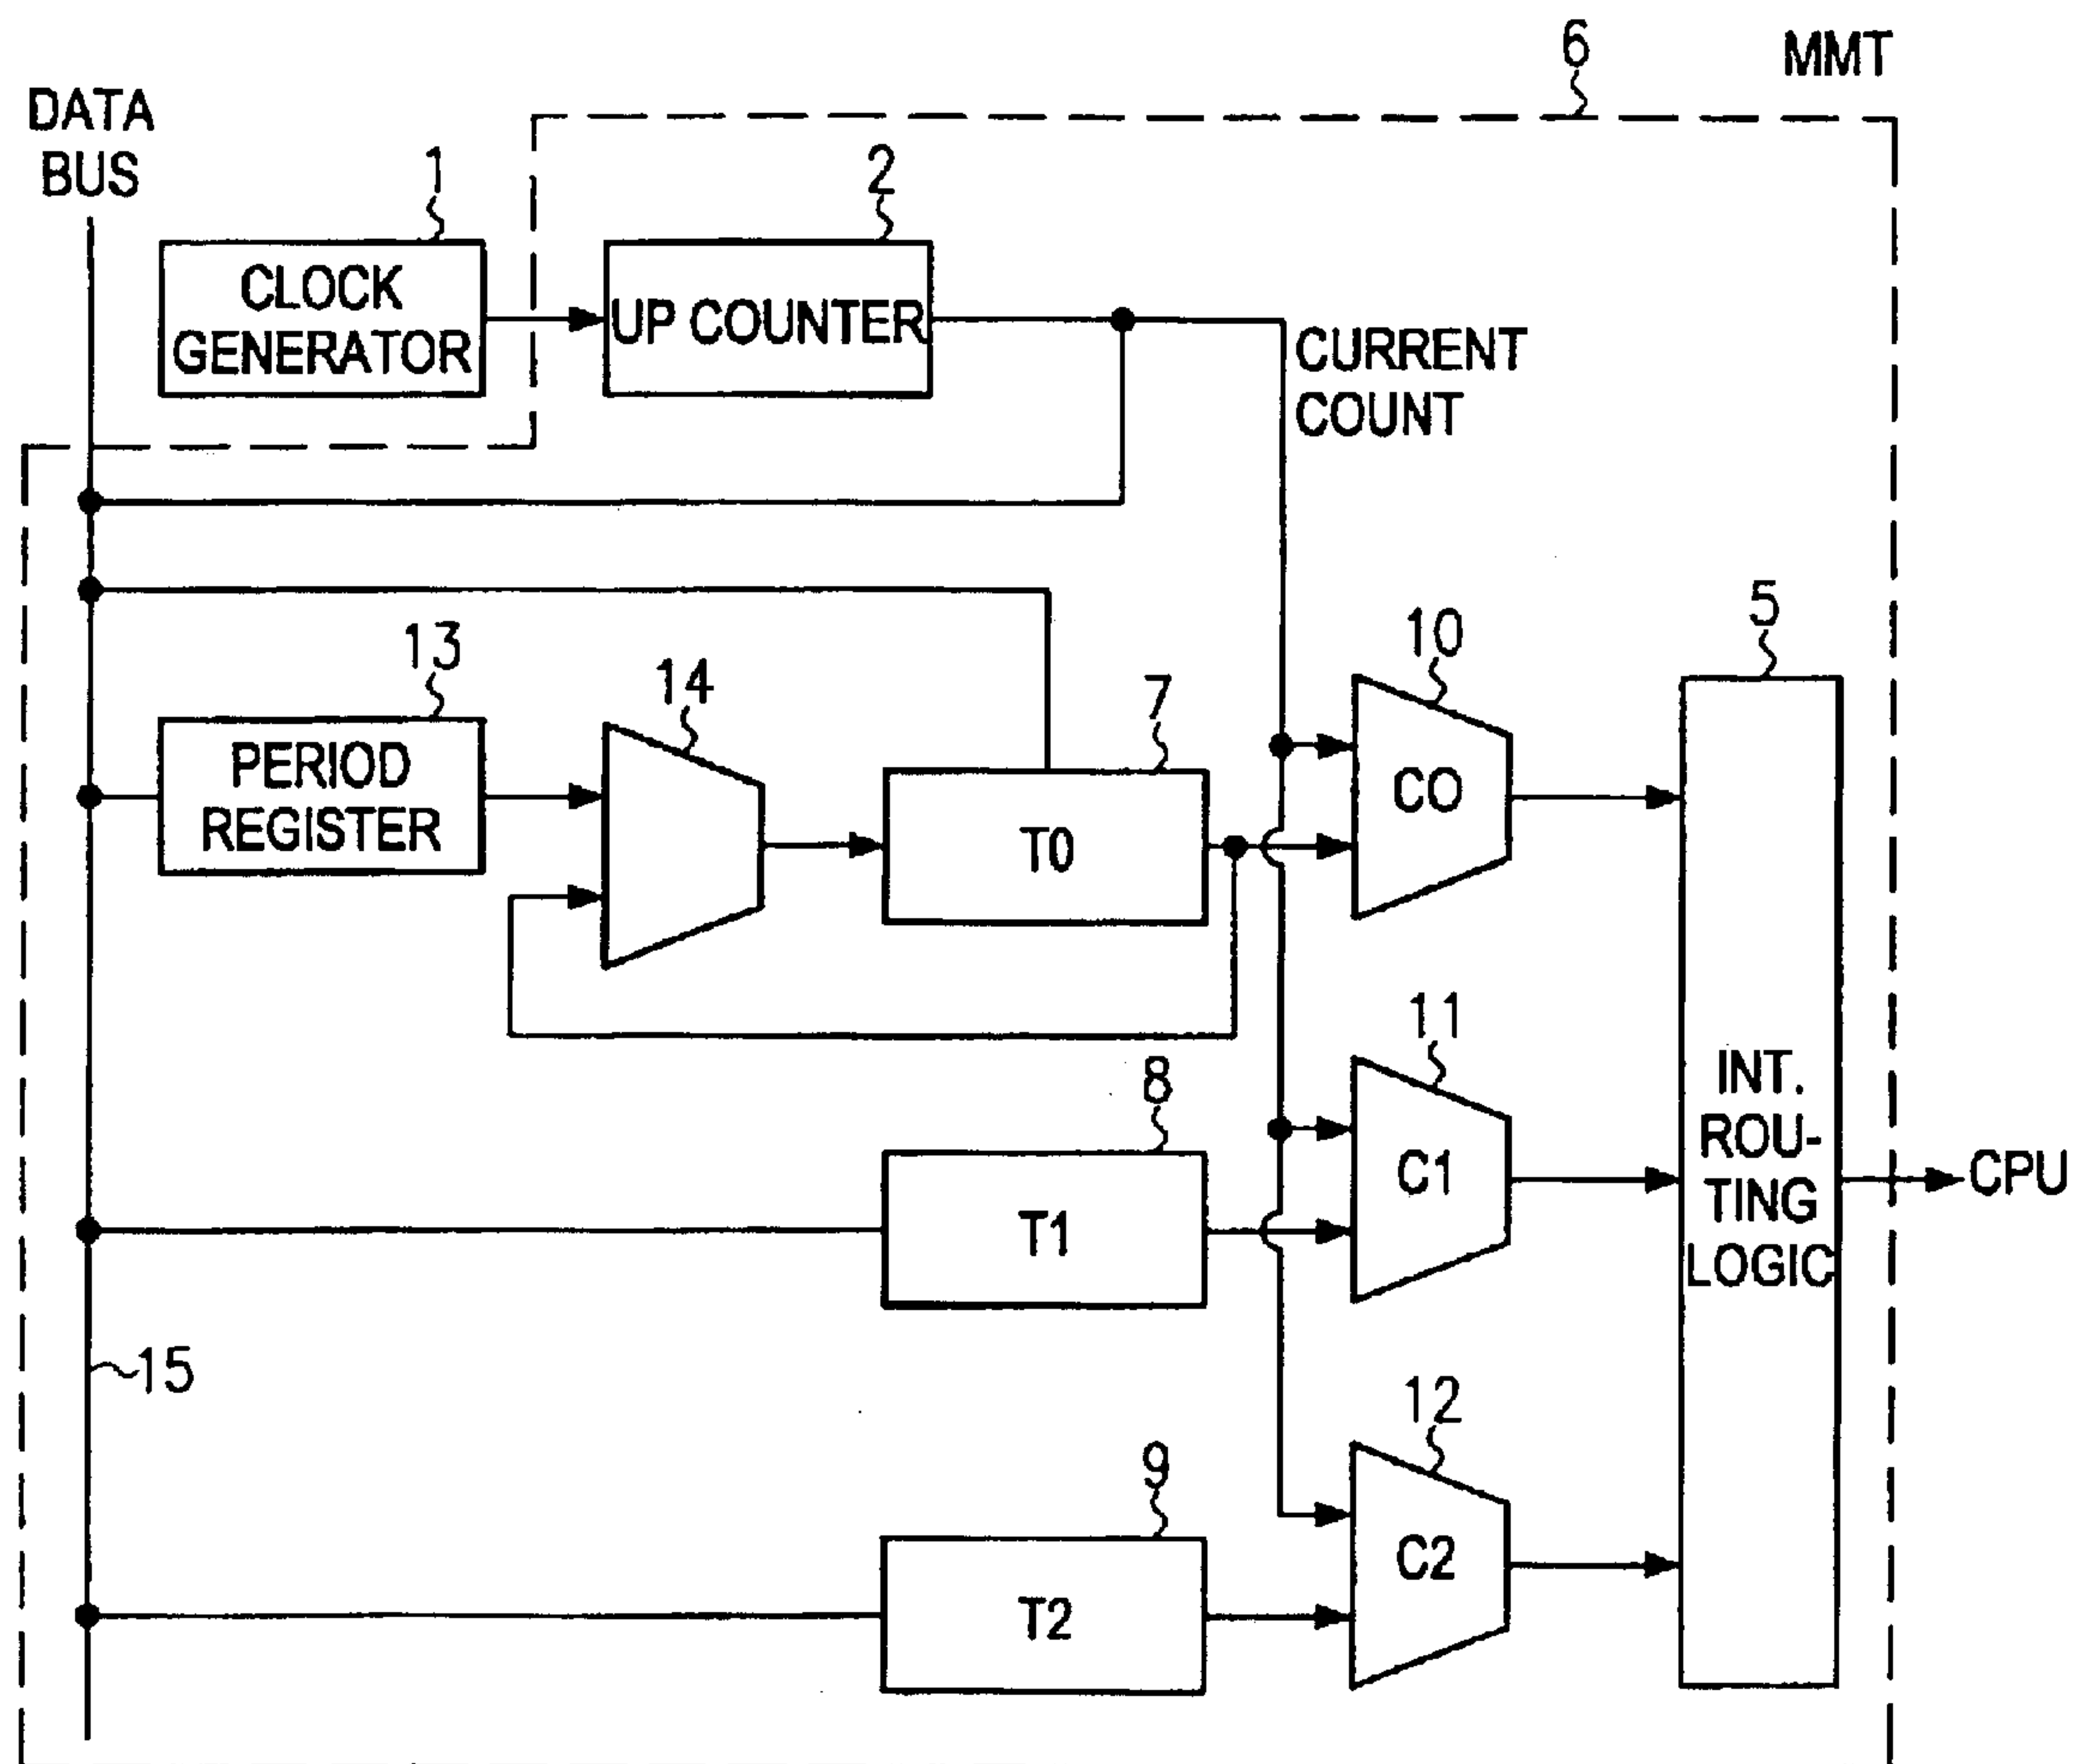 6
MMT
DATA
BUS
1
2
CLOCK
GENERATOR
UP COUNTER
CURRENT
COUNT
13
14
7
10
5
PERIOD
REGISTER
T0
CO
8
11
T1
C1
INT.
ROU-
TING
LOGIC
CPU
15
9
12
T2
C2